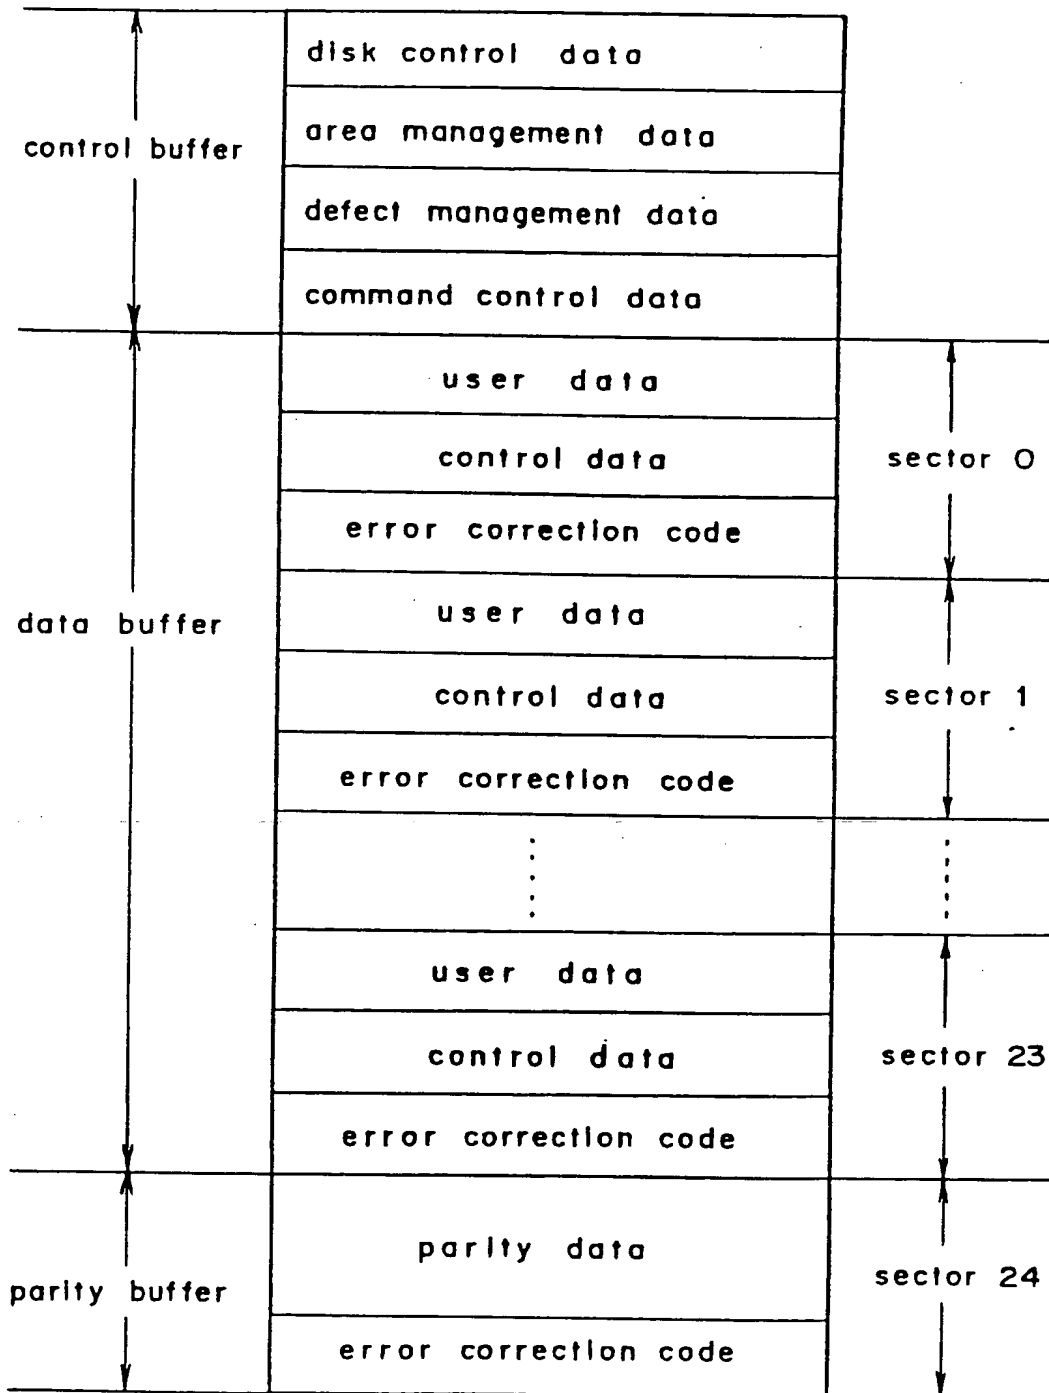 disk control data
area management data
control buffer
defect management data
command control data
user data
control data
sector 0
error correction code
user data
data buffer
control data
sector 1
error correction code
user data
control data
sector 23
error correction code
parity data
parity buffer
sector 24
error correction code